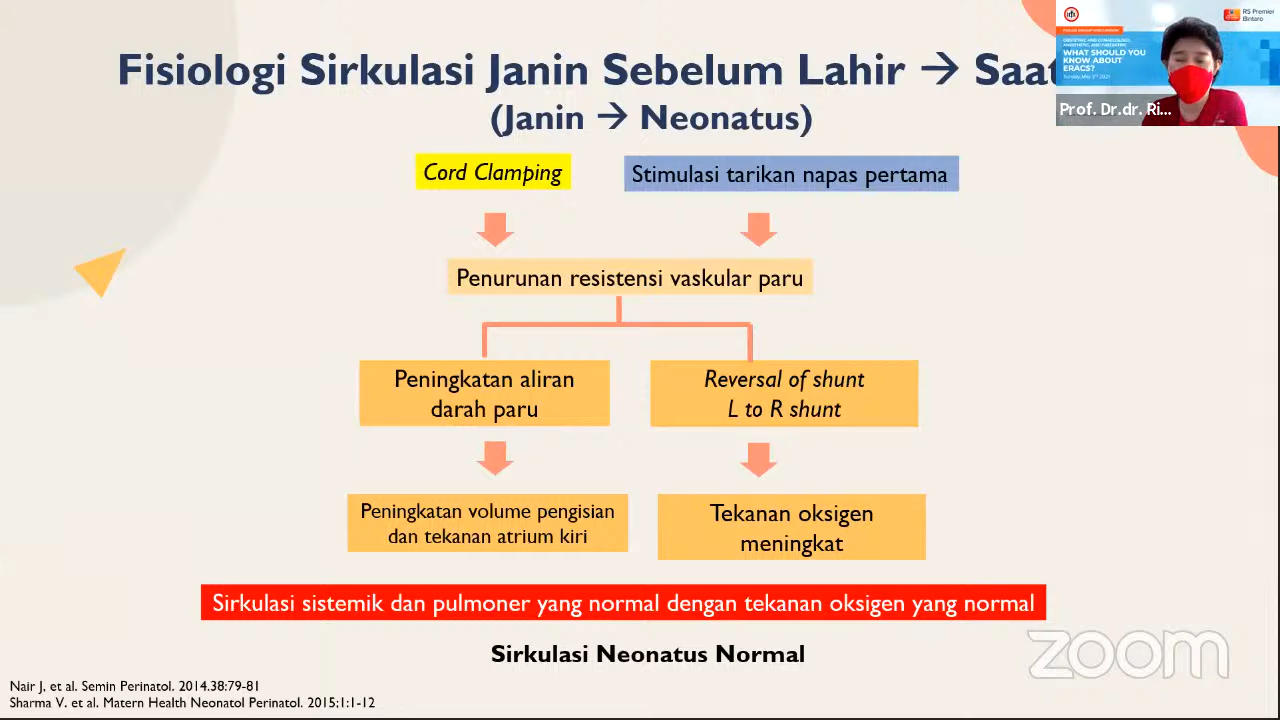 Fisiologi Sirkulasi Janin Sebelum Lahir → Saat
(Janin → Neonatus)
Cord Clamping
Stimulasi tarikan napas pertama
Penurunan resistensi vaskular paru
Peningkatan aliran
darah paru
Reversal of shunt
L to R shunt
Peningkatan volume pengisian
dan tekanan atrium kiri
Tekanan oksigen
meningkat
Sirkulasi sistemik dan pulmoner yang normal dengan tekanan oksigen yang normal
Sirkulasi Neonatus Normal
Nair J, et al. Semin Perinatol. 2014.38:79-81
Sharma V. et al. Matern Health Neonatol Perinatol. 2015;1:1-12
RS Premier
Bintaro
WHAT SHOULD YOU
KNOW ABOUT
ERACS?
Prof. Dr.dr. Ri...
zoom